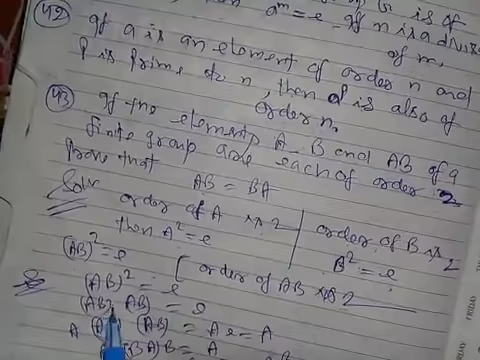 a^m = e. If n is a divisor of m.
42 If a is an element of order n and
p is prime to n, then a^p is also of
order n.
43 If the elements A, B and AB of a
finite group are each of order 2
Prove that
AB = BA
Soln order of A is 2
then A² = e
order of B is 2
B² = e
(AB)² = e [order of AB is 2
So (AB)² = e
(AB)(AB) = e
(AB) = Ae = A
(BA)B = A